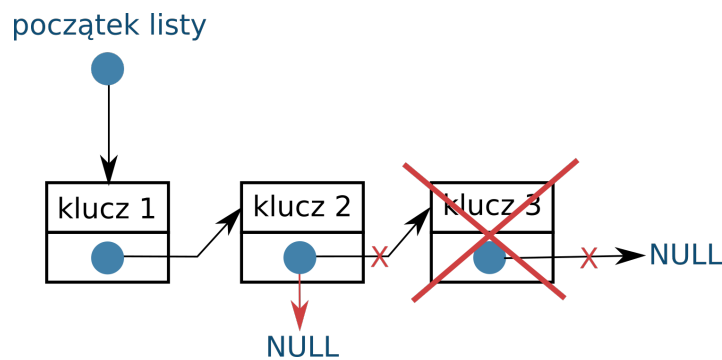 początek listy
klucz 1
klucz 2
klucz 3
X
X
NULL
NULL